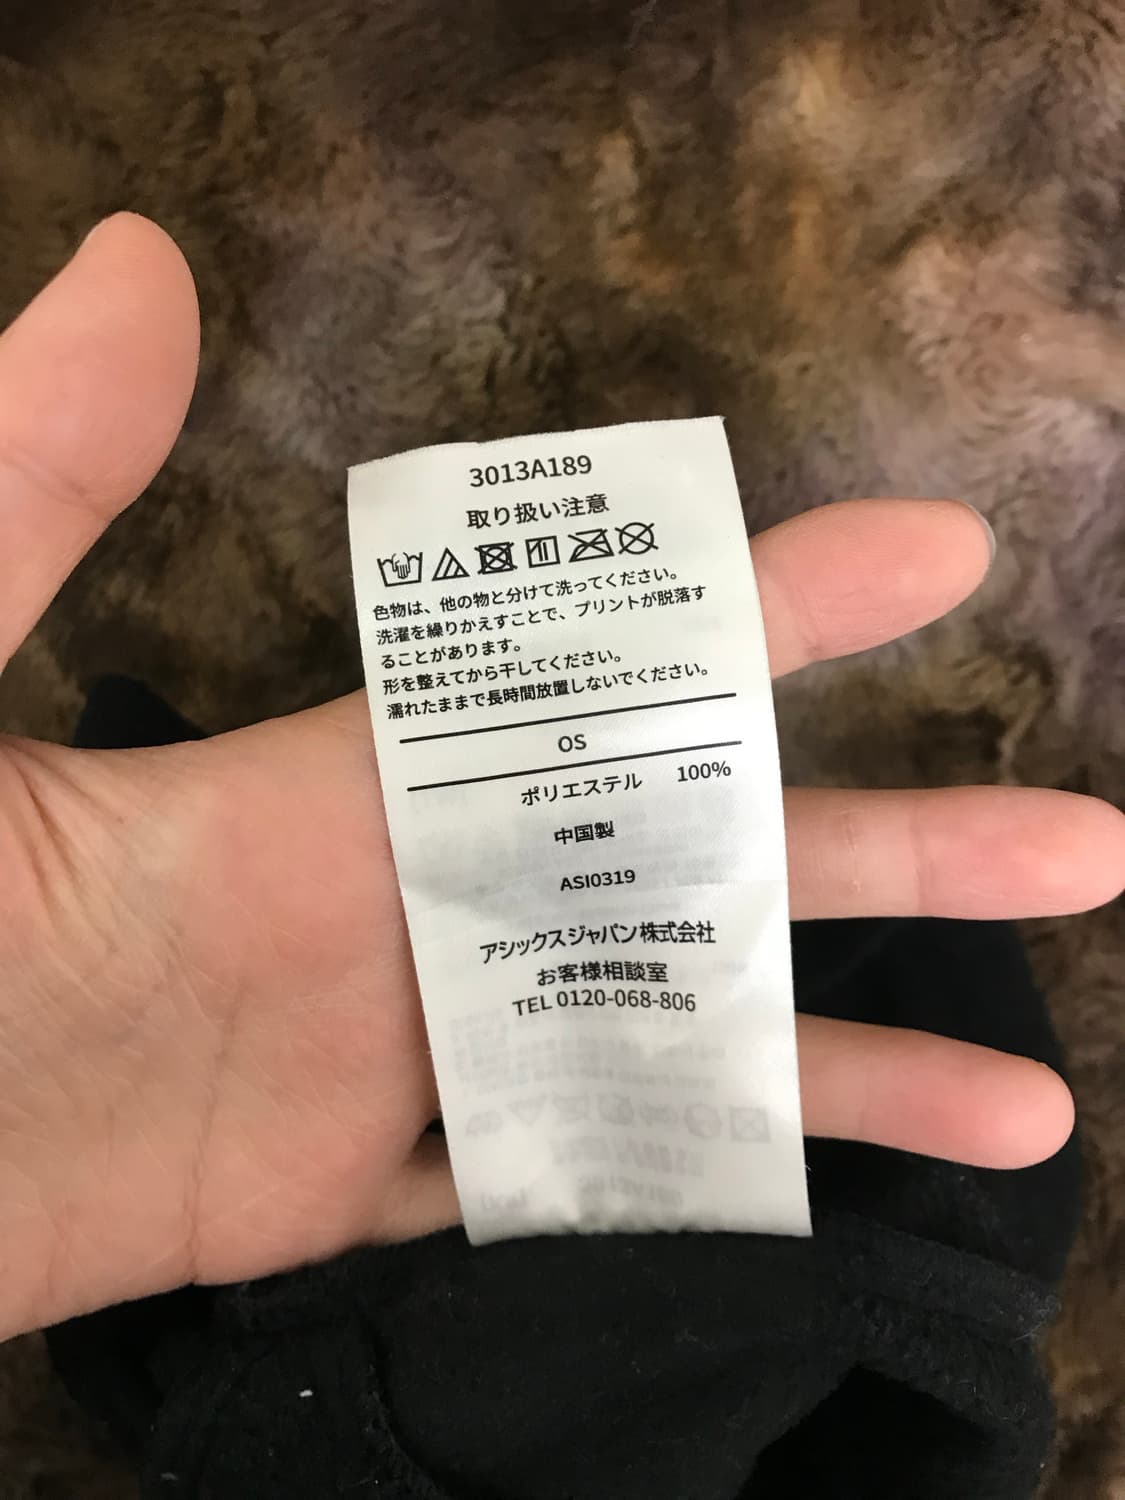 3013A189
取り扱い注意
色物は、他の物と分けて洗ってください。
洗濯を繰りかえすことで、プリントが脱落す
ることがあります。
形を整えてから干してください。
濡れたままで長時間放置しないでください。
OS
ポリエステル 100%
中国製
ASI0319
アシックスジャパン株式会社
お客様相談室
TEL 0120-068-806